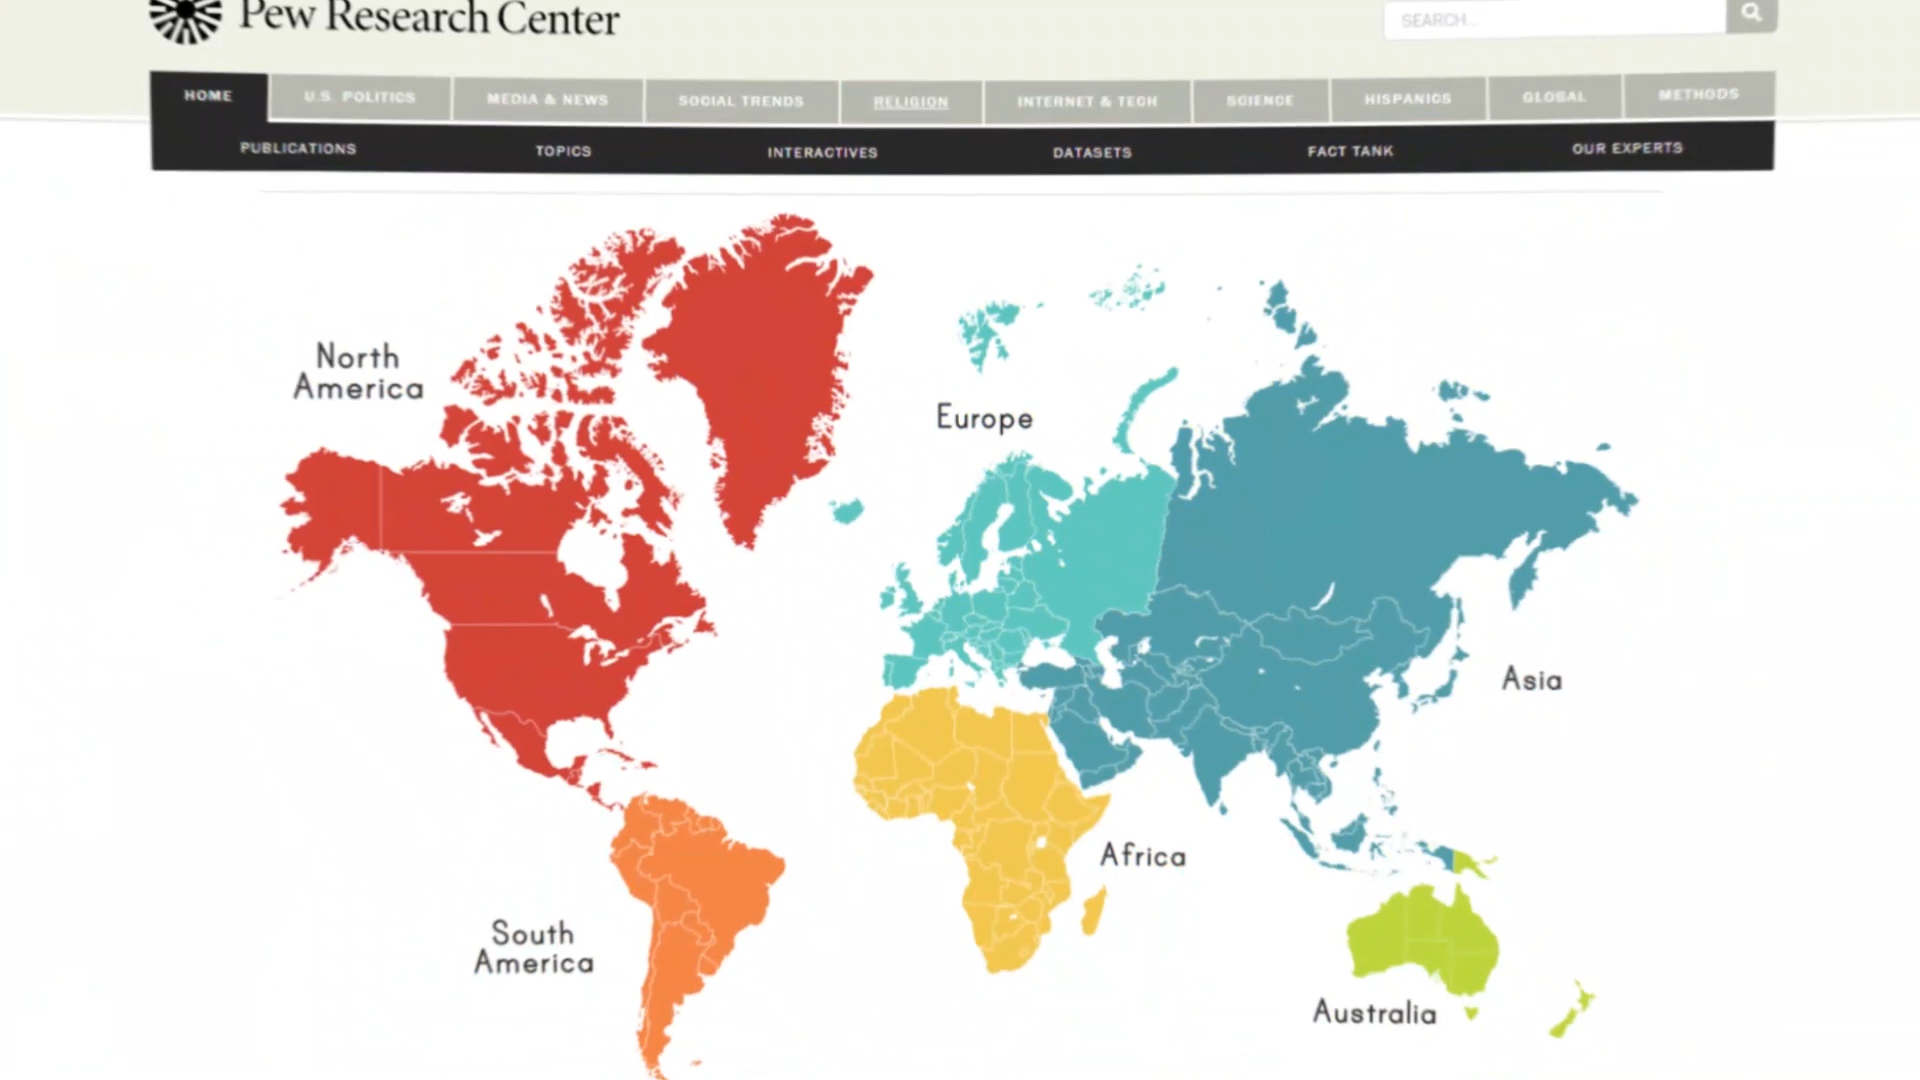 Pew Research Center
SEARCH...
HOME
U.S. POLITICS
MEDIA & NEWS
SOCIAL TRENDS
RELIGION
INTERNET & TECH
SCIENCE
HISPANICS
GLOBAL
METHODS
PUBLICATIONS
TOPICS
INTERACTIVES
DATASETS
FACT TANK
OUR EXPERTS
North
America
Europe
Asia
Africa
South
America
Australia